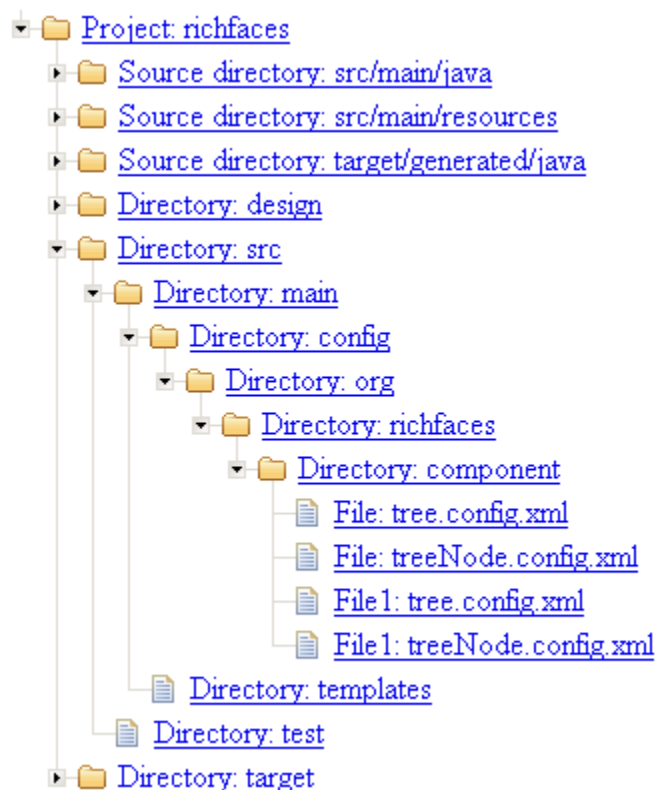 Project: richfaces
Source directory: src/main/java
Source directory: src/main/resources
Source directory: target/generated/java
Directory: design
Directory: src
Directory: main
Directory: config
Directory: org
Directory: richfaces
Directory: component
File: tree.config.xml
File: treeNode.config.xml
File1: tree.config.xml
File1: treeNode.config.xml
Directory: templates
Directory: test
Directory: target